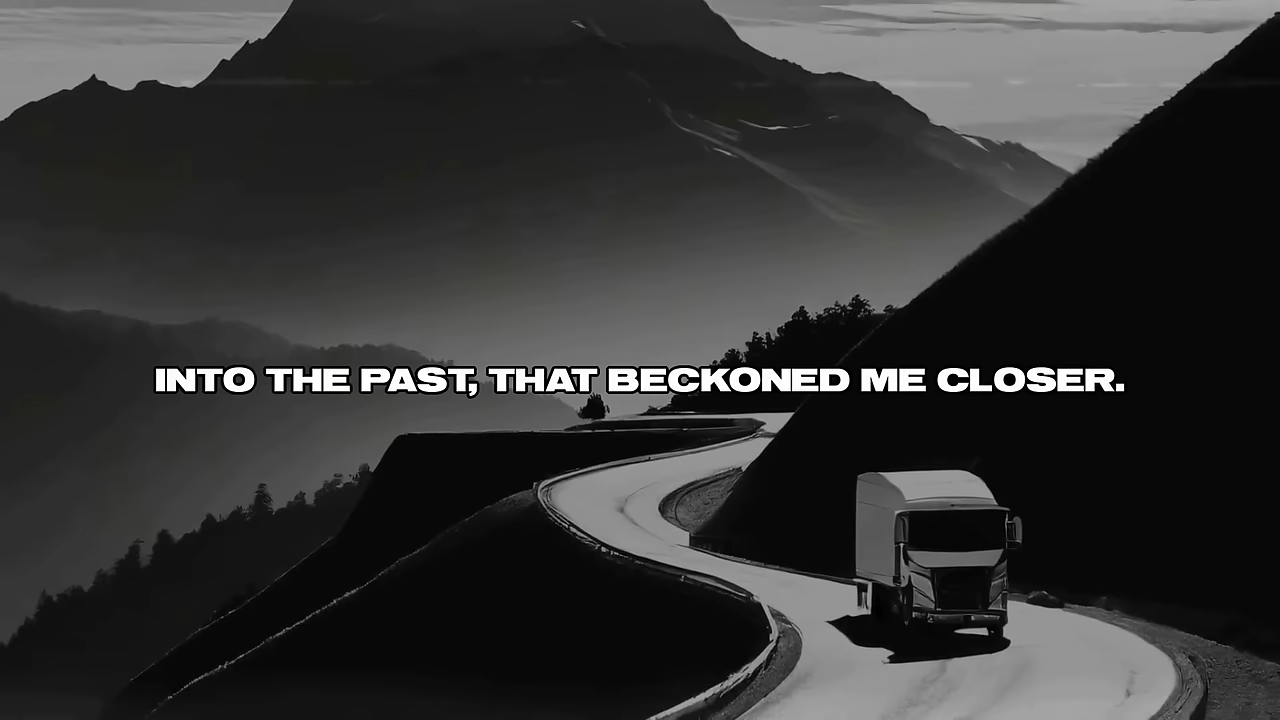 INTO THE PAST, THAT BECKONED ME CLOSER.